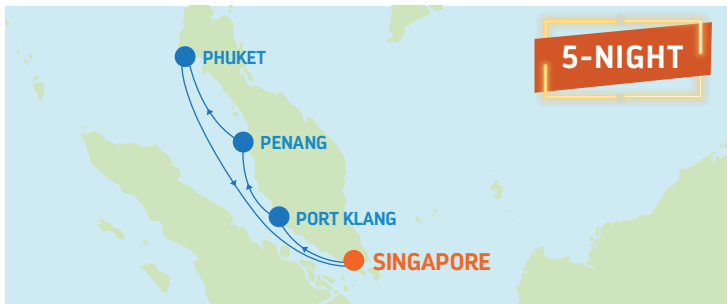 5-NIGHT
PHUKET
PENANG
PORT KLANG
SINGAPORE